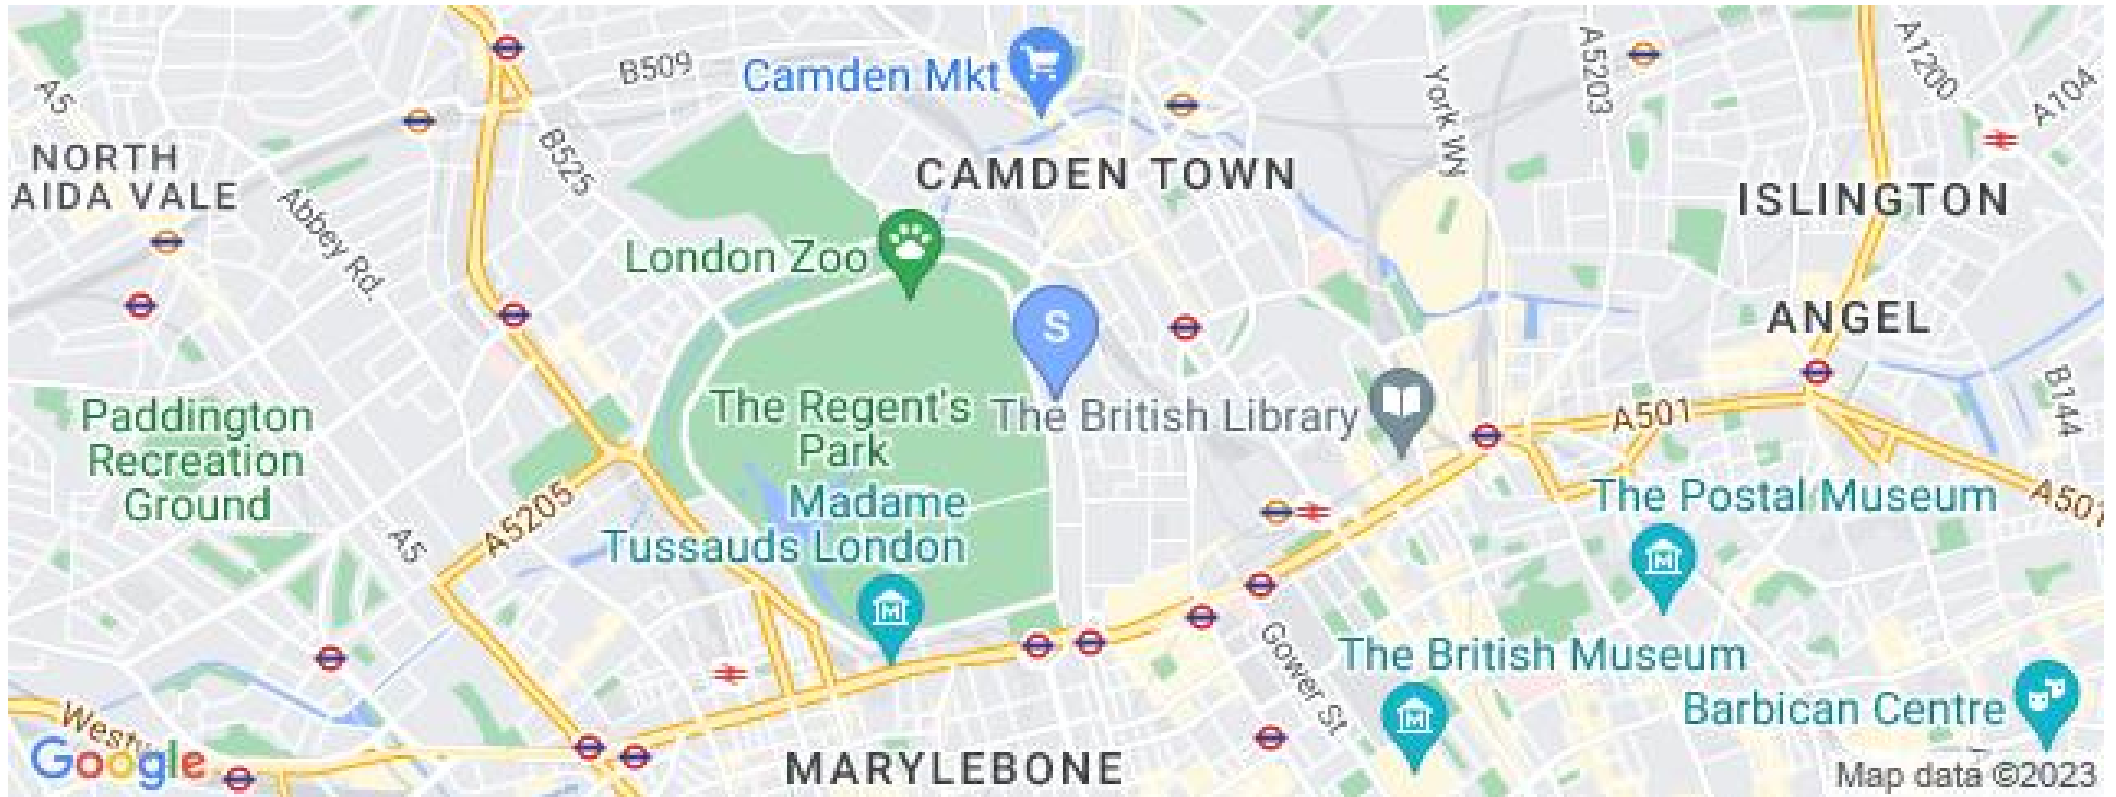 B509
Camden Mkt
A5
York Wy
A5203
A1200
A104
NORTH
AIDA VALE
B525
CAMDEN TOWN
ISLINGTON
Abbey Rd.
London Zoo
S
ANGEL
Paddington
Recreation
Ground
The Regent's
Park
The British Library
A501
B144
Madame
Tussauds London
The Postal Museum
A501
A5205
A5
M
M
Gower St
The British Museum
M
Barbican Centre
Google
MARYLEBONE
Map data ©2023